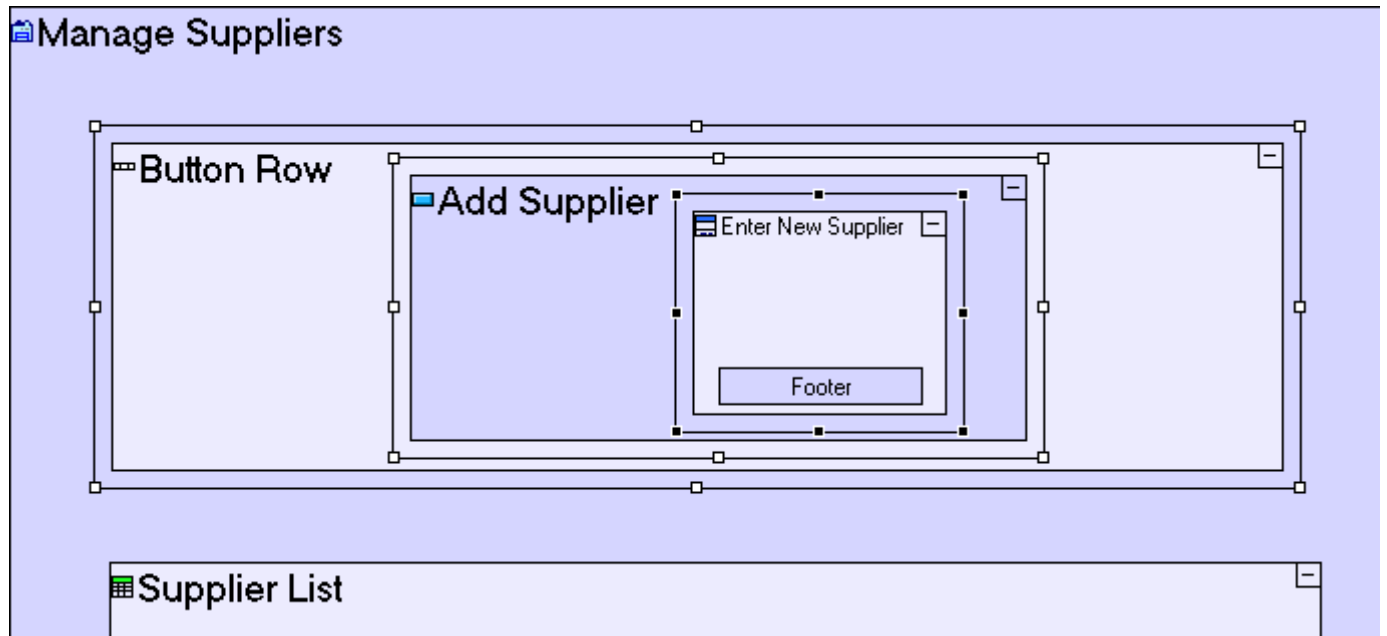 Manage Suppliers
Button Row
Add Supplier
Enter New Supplier
Footer
Supplier List